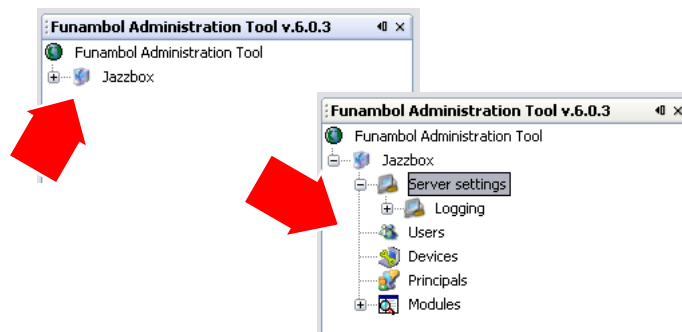 Funambol Administration Tool v.6.0.3
Funambol Administration Tool
Jazzbox
Funambol Administration Tool v.6.0.3
Funambol Administration Tool
Jazzbox
Server settings
Logging
Users
Devices
Principals
Modules